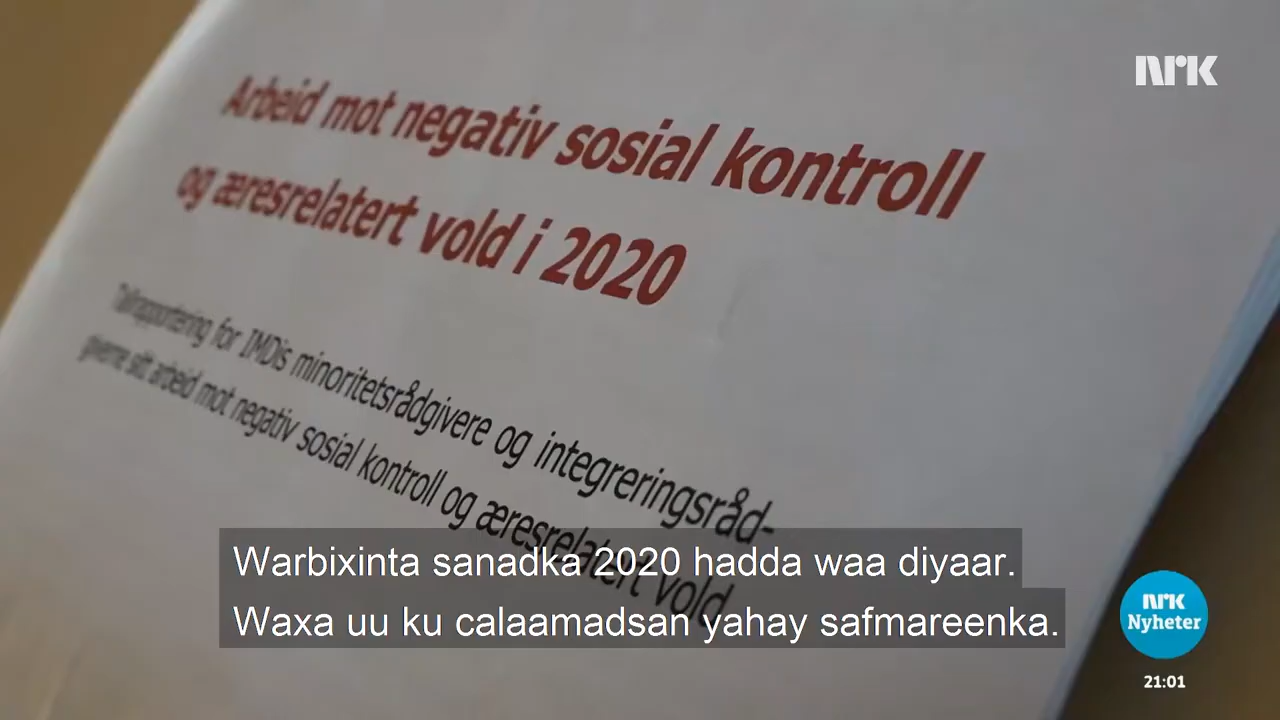 NRK
Arbeid mot negativ sosial kontroll
og æresrelatert vold i 2020
Tallrapportering for IMDis minoritetsrådgivere og integreringsråd-
giverne sitt arbeid mot negativ sosial kontroll og æresrelatert vold
Warbixinta sanadka 2020 hadda waa diyaar.
Waxa uu ku calaamadsan yahay safmareenka.
NRK
Nyheter
21:01